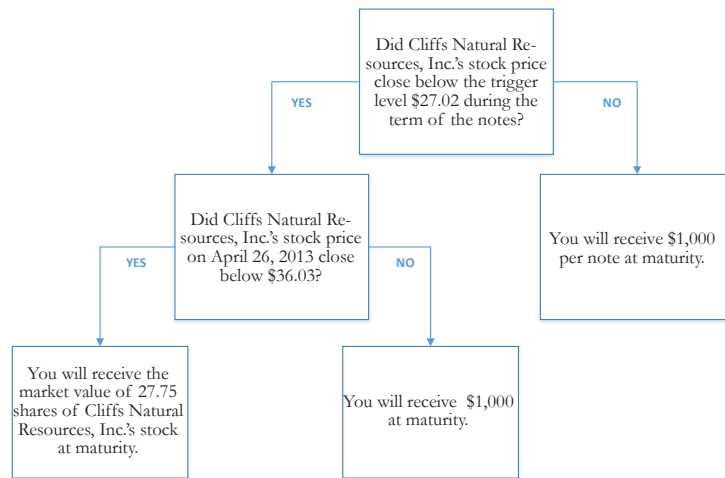 Did Cliffs Natural Re-
sources, Inc.'s stock price
close below the trigger
level $27.02 during the
term of the notes?
YES
NO
Did Cliffs Natural Re-
sources, Inc.'s stock price
on April 26, 2013 close
below $36.03?
You will receive $1,000
per note at maturity.
YES
NO
You will receive the
market value of 27.75
shares of Cliffs Natural
Resources, Inc.'s stock
at maturity.
You will receive $1,000
at maturity.